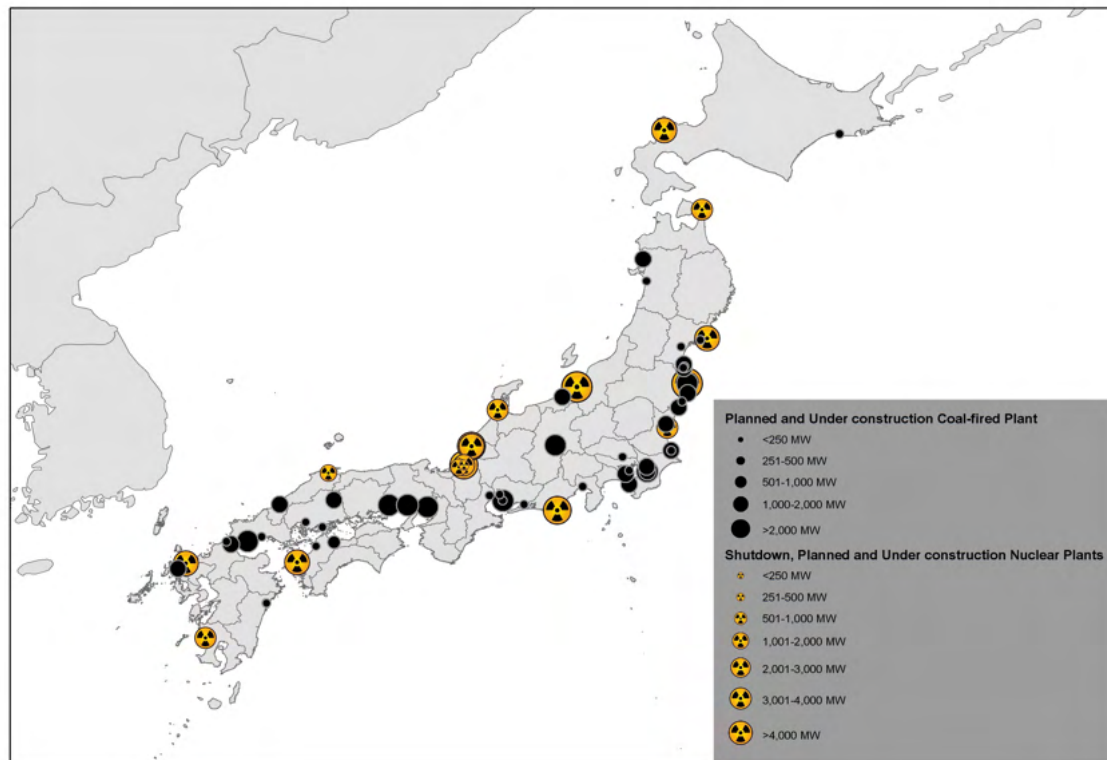 Planned and Under construction Coal-fired Plant
<250 MW
251-500 MW
501-1,000 MW
1,000-2,000 MW
>2,000 MW
Shutdown, Planned and Under construction Nuclear Plants
<250 MW
251-500 MW
501-1,000 MW
1,001-2,000 MW
2,001-3,000 MW
3,001-4,000 MW
>4,000 MW